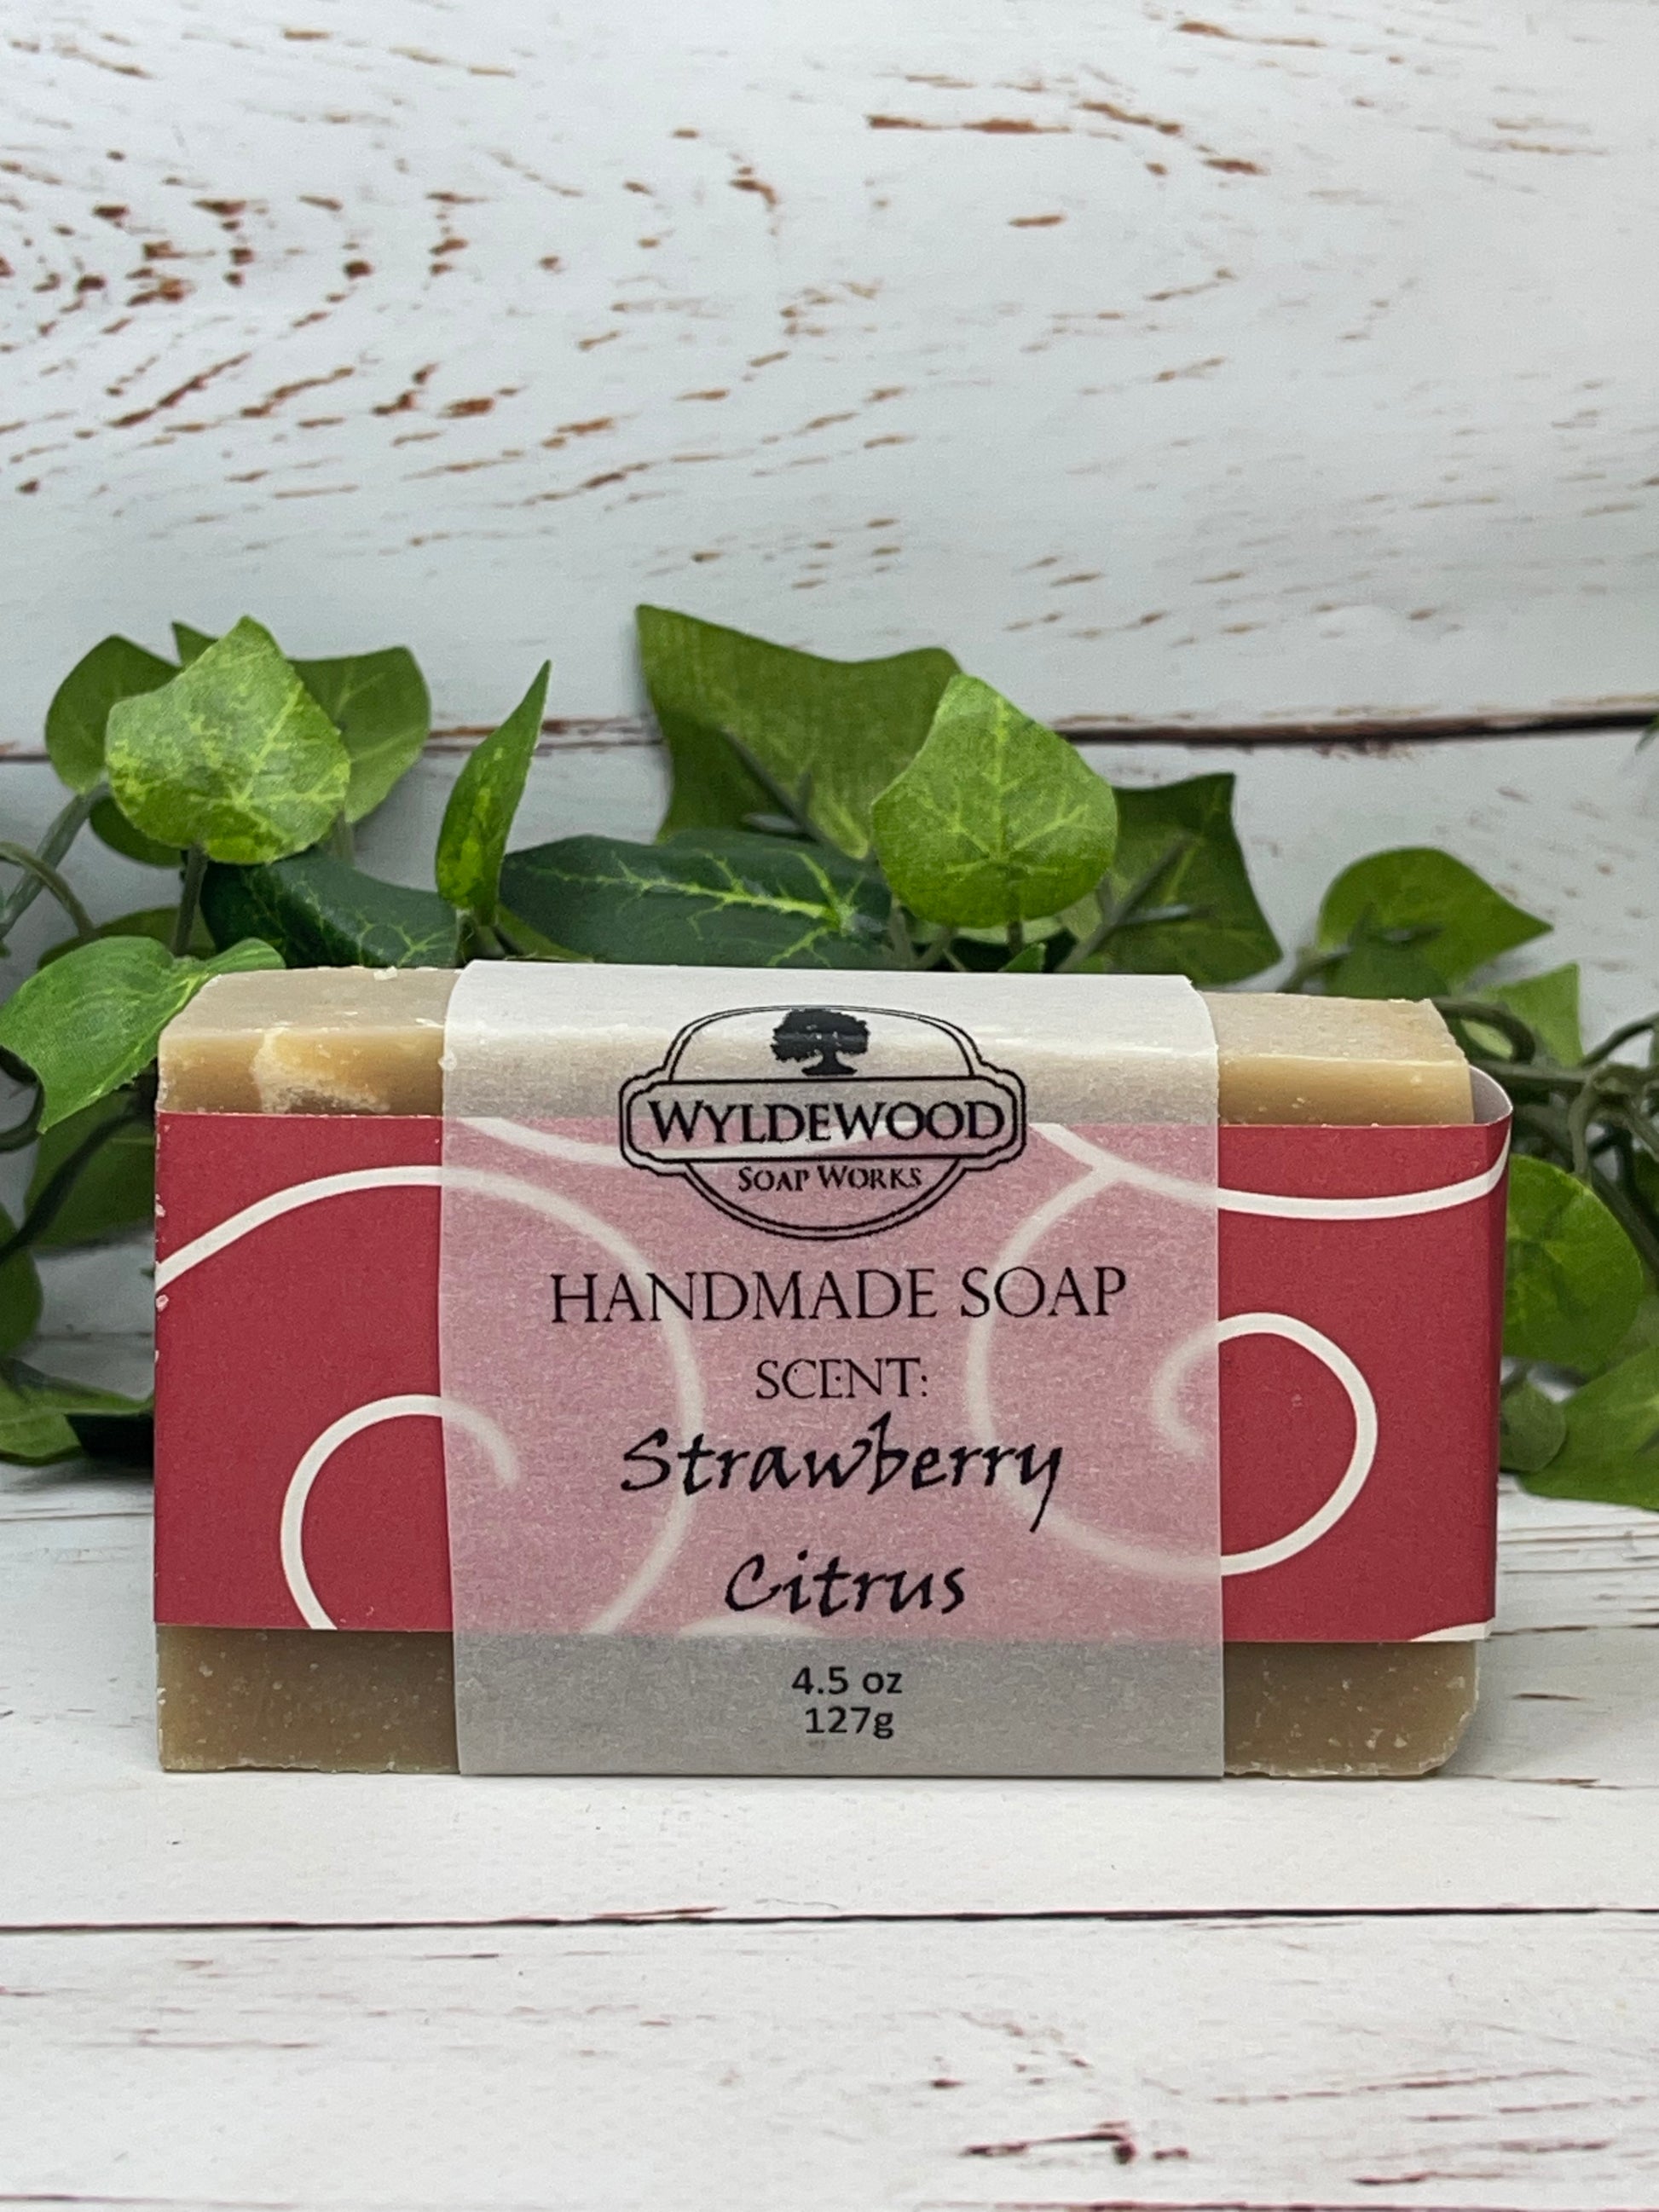 WYLDEWOOD
SOAP WORKS
HANDMADE SOAP
SCENT:
Strawberry
Citrus
4.5 oz
127g